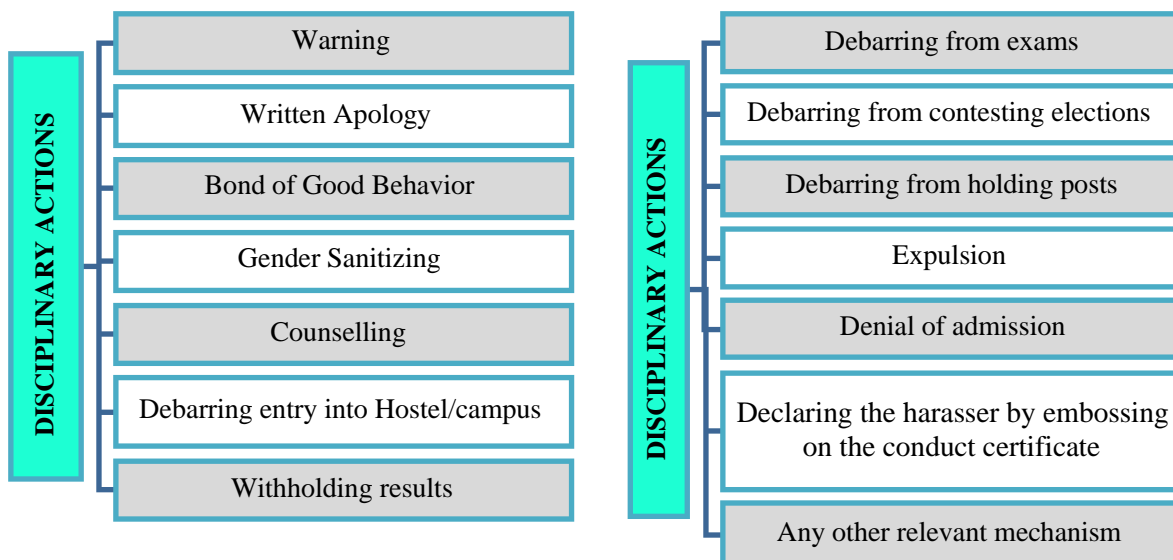 DISCIPLINARY ACTIONS
Warning
Written Apology
Bond of Good Behavior
Gender Sanitizing
Counselling
Debarring entry into Hostel/campus
Withholding results
DISCIPLINARY ACTIONS
Debarring from exams
Debarring from contesting elections
Debarring from holding posts
Expulsion
Denial of admission
Declaring the harasser by embossing
on the conduct certificate
Any other relevant mechanism